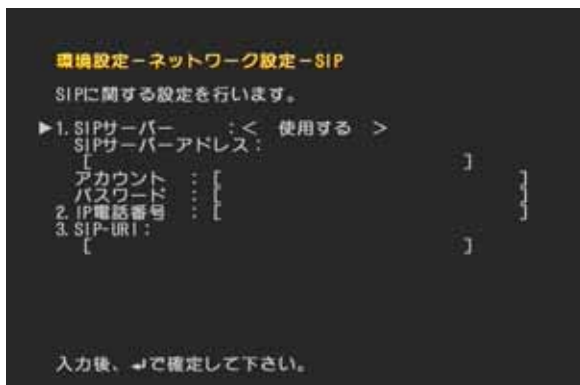 環境設定－ネットワーク設定－SIP
SIPに関する設定を行います。
▶1. SIPサーバー :< 使用する >
SIPサーバーアドレス :
[ ]
アカウント : [ ]
パスワード : [ ]
2. IP電話番号 : [ ]
3. SIP-URI :
[ ]
入力後、↵で確定して下さい。